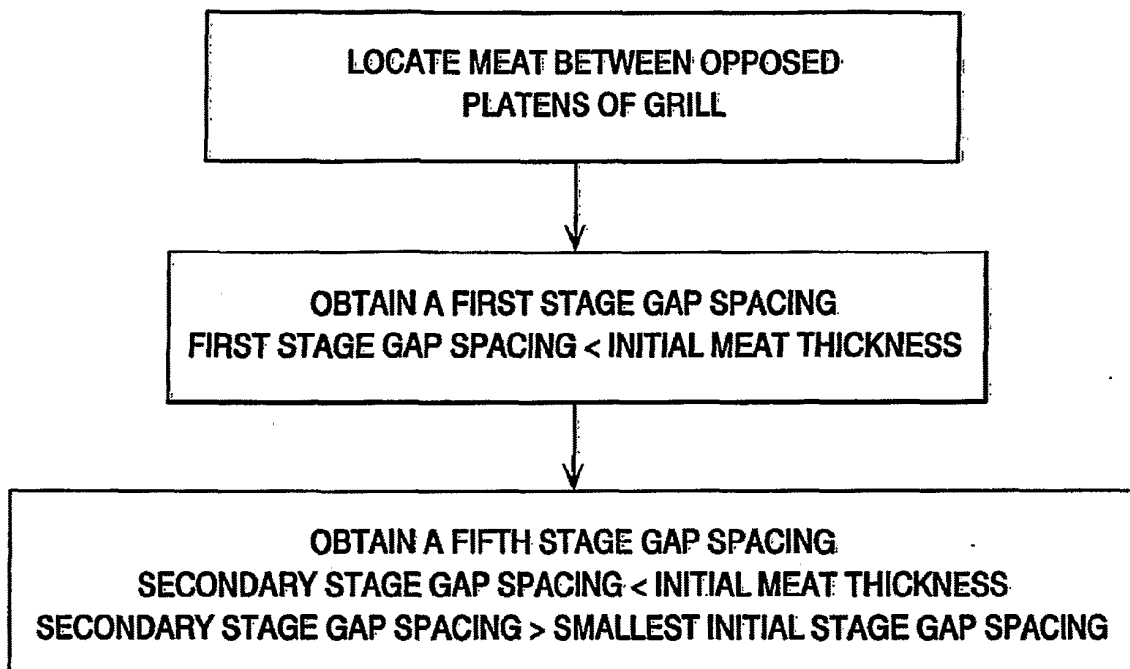 LOCATE MEAT BETWEEN OPPOSED
PLATENS OF GRILL
OBTAIN A FIRST STAGE GAP SPACING
FIRST STAGE GAP SPACING < INITIAL MEAT THICKNESS
OBTAIN A FIFTH STAGE GAP SPACING
SECONDARY STAGE GAP SPACING < INITIAL MEAT THICKNESS
SECONDARY STAGE GAP SPACING > SMALLEST INITIAL STAGE GAP SPACING